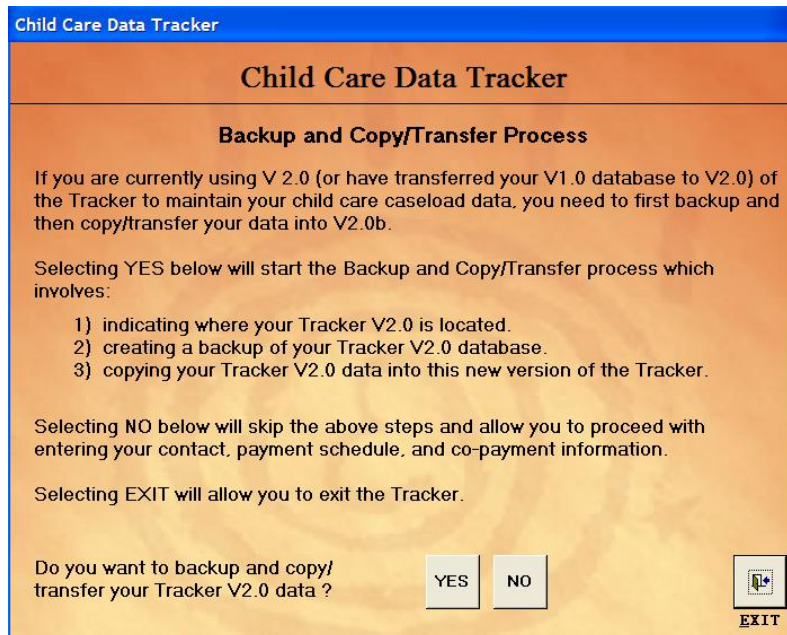 Child Care Data Tracker
Child Care Data Tracker
Backup and Copy/Transfer Process
If you are currently using V 2.0 (or have transferred your V1.0 database to V2.0) of
the Tracker to maintain your child care caseload data, you need to first backup and
then copy/transfer your data into V2.0b.
Selecting YES below will start the Backup and Copy/Transfer process which
involves:
1) indicating where your Tracker V2.0 is located.
2) creating a backup of your Tracker V2.0 database.
3) copying your Tracker V2.0 data into this new version of the Tracker.
Selecting NO below will skip the above steps and allow you to proceed with
entering your contact, payment schedule, and co-payment information.
Selecting EXIT will allow you to exit the Tracker.
Do you want to backup and copy/
transfer your Tracker V2.0 data ?
YES
NO
EXIT